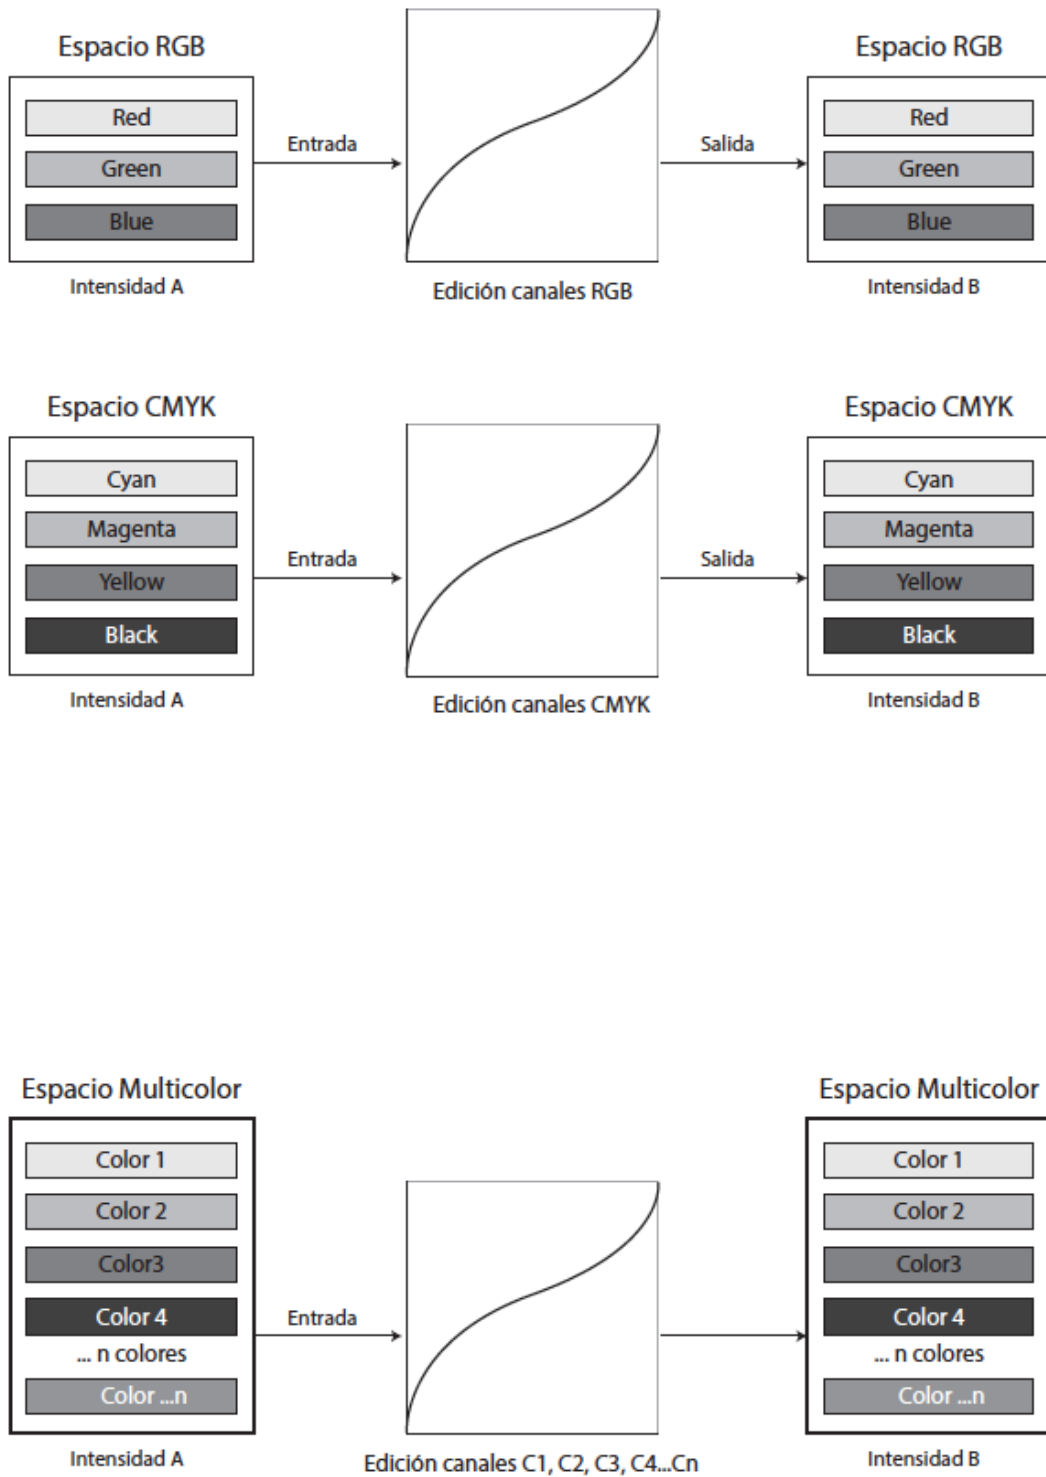 Espacio RGB
Red
Green
Blue
Intensidad A
Entrada
Edición canales RGB
Salida
Espacio RGB
Red
Green
Blue
Intensidad B
Espacio CMYK
Cyan
Magenta
Yellow
Black
Intensidad A
Entrada
Edición canales CMYK
Salida
Espacio CMYK
Cyan
Magenta
Yellow
Black
Intensidad B
Espacio Multicolor
Color 1
Color 2
Color3
Color 4
... n colores
Color ...n
Intensidad A
Entrada
Edición canales C1, C2, C3, C4...Cn
Espacio Multicolor
Color 1
Color 2
Color3
Color 4
... n colores
Color ...n
Intensidad B